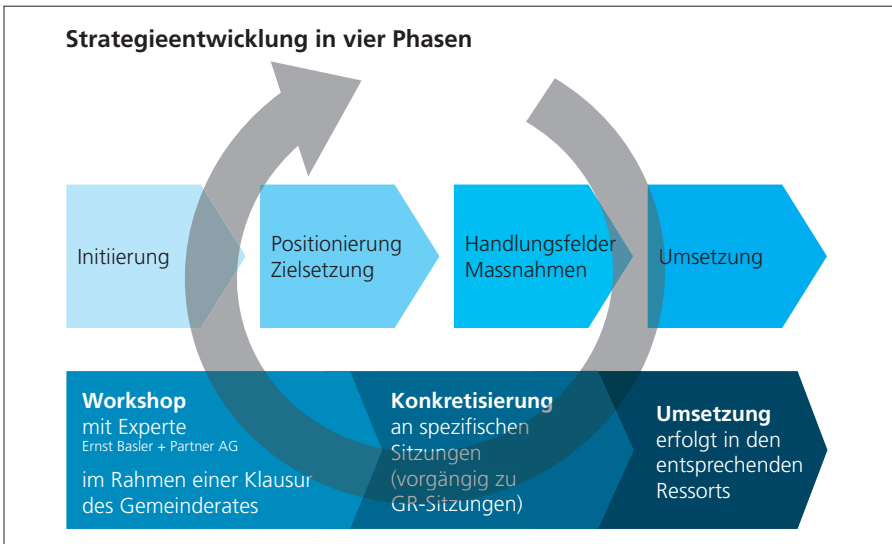 Strategieentwicklung in vier Phasen
Initiierung
Positionierung
Zielsetzung
Handlungsfelder
Massnahmen
Umsetzung
Workshop
mit Experte
Ernst Basler + Partner AG
im Rahmen einer Klausur
des Gemeinderates
Konkretisierung
an spezifischen
Sitzungen
(vorgängig zu
GR-Sitzungen)
Umsetzung
erfolgt in den
entsprechenden
Ressorts